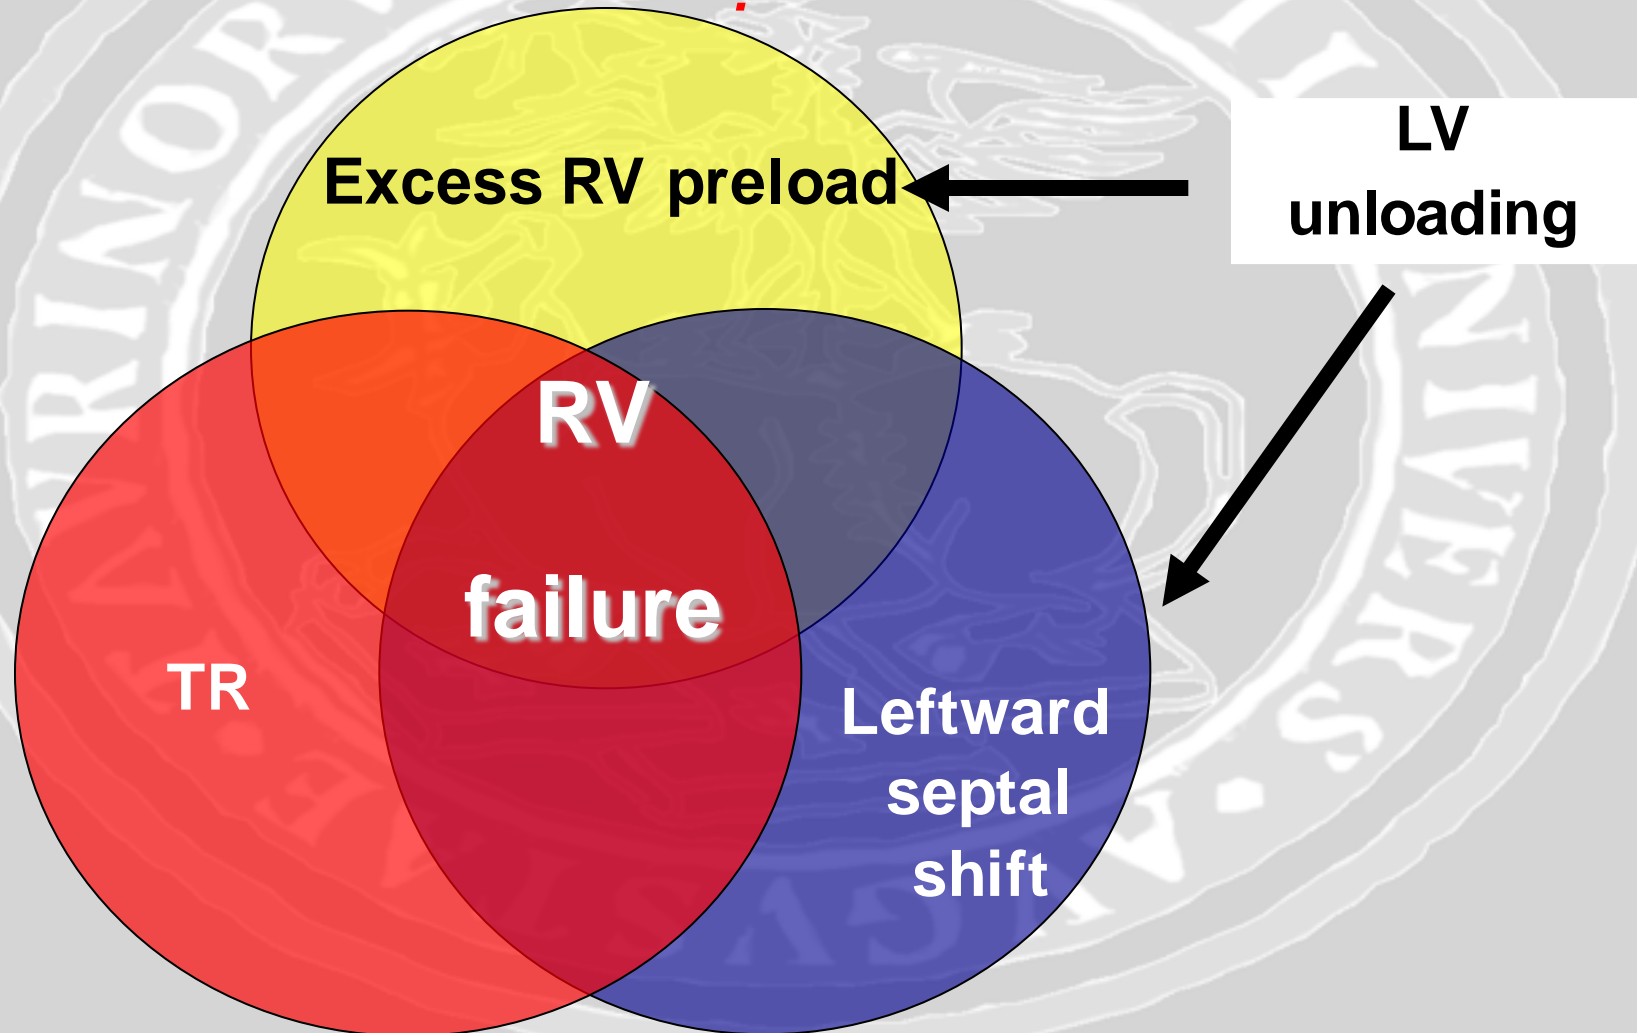 Excess RV preload
LV
unloading
RV
failure
TR
Leftward
septal
shift